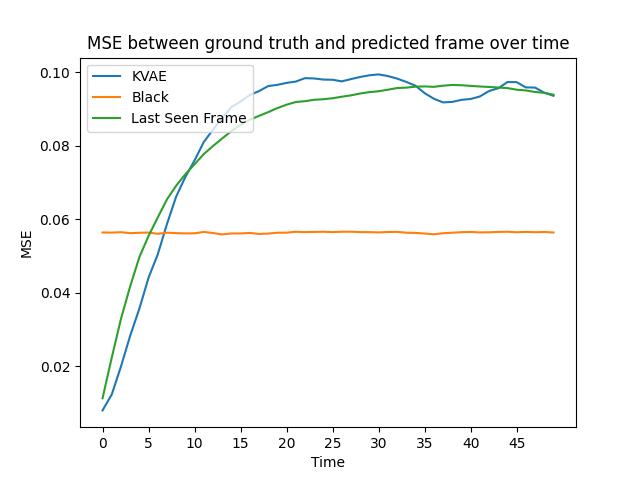 MSE between ground truth and predicted frame over time
KVAE
Black
Last Seen Frame
MSE
0.10
0.08
0.06
0.04
0.02
0 5 10 15 20 25 30 35 40 45
Time